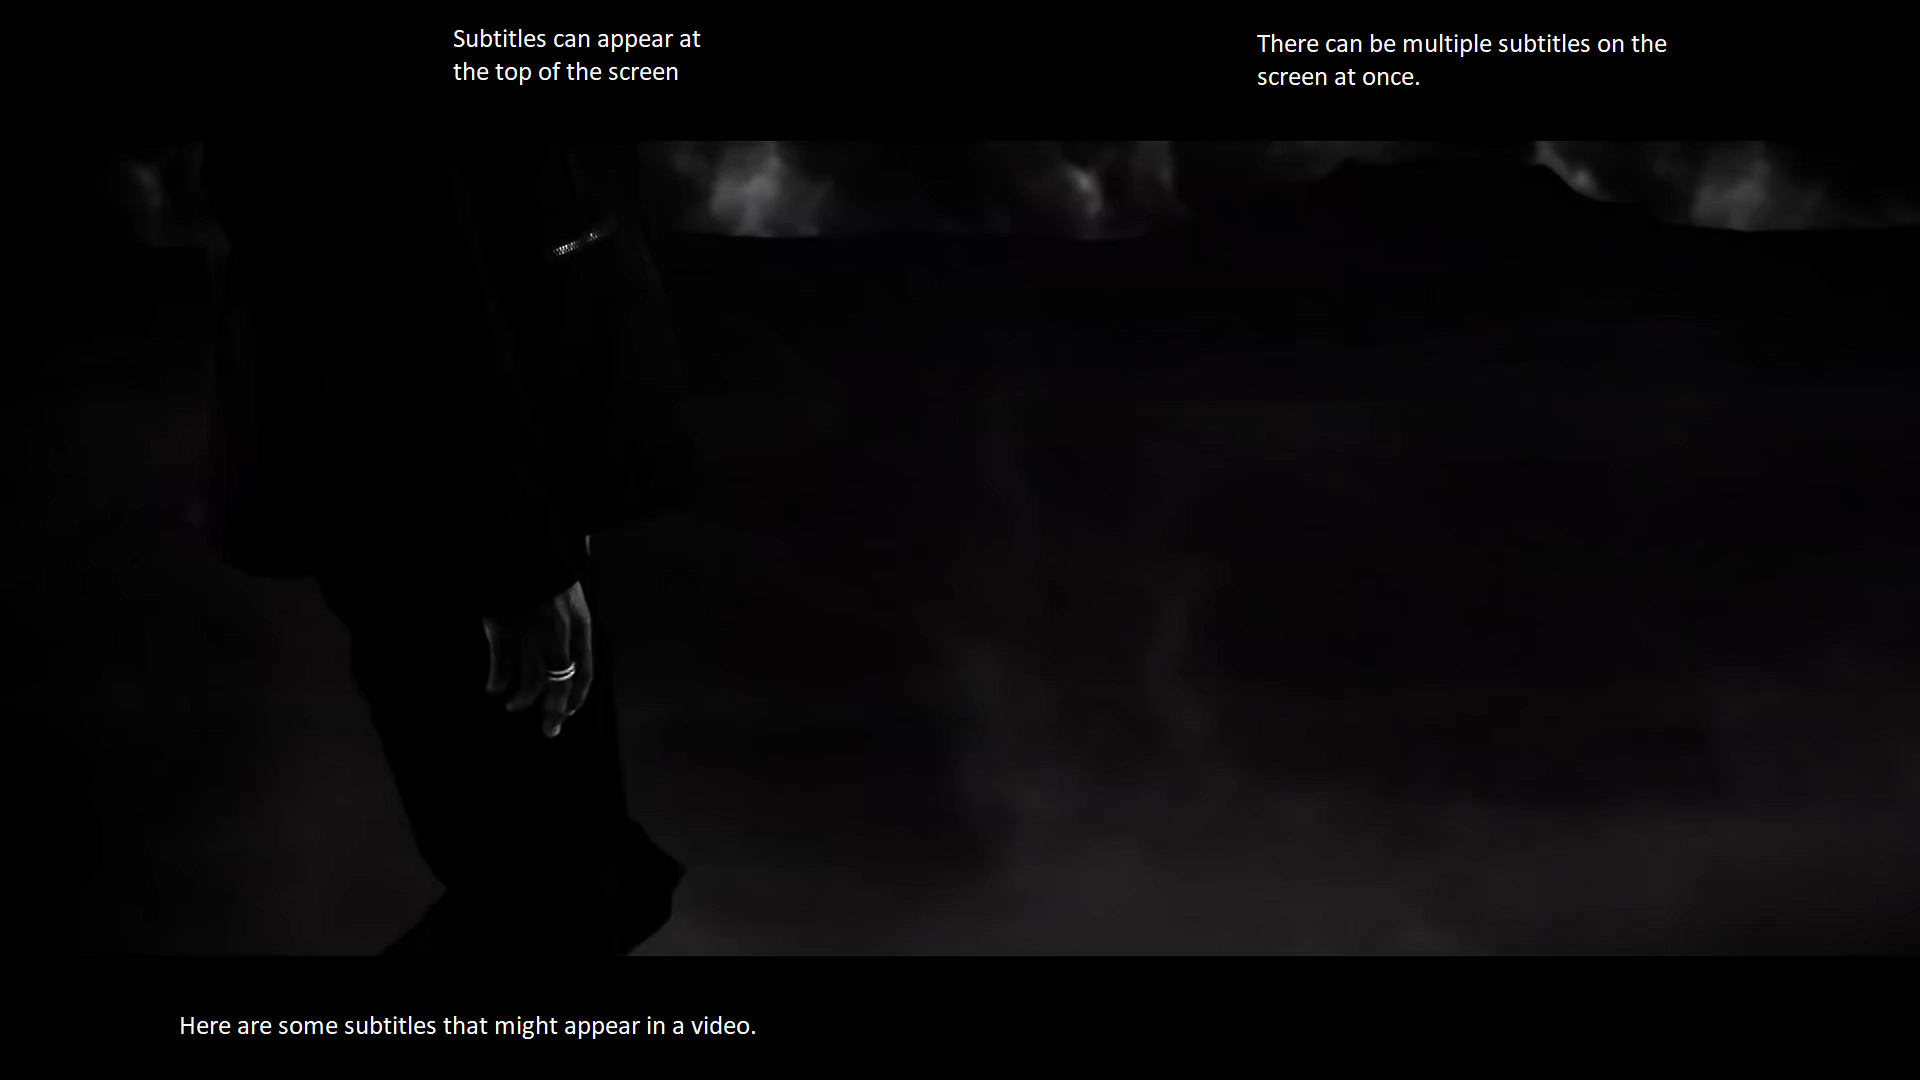 Subtitles can appear at
the top of the screen
There can be multiple subtitles on the
screen at once.
Here are some subtitles that might appear in a video.